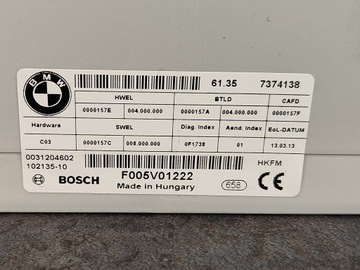 BMW
61.35 7374138
HWEL BTLD CAFD
0000157E 004.000.000 0000157A 004.000.000 0000157F
Hardware SWEL Diag. Index Aend. Index EoL-DATUM
C03 0000157C 008.000.000 0F1738 01 13.03.13
0031204602
102135-10
HKFM
BOSCH F005V01222
Made in Hungary 658 CE